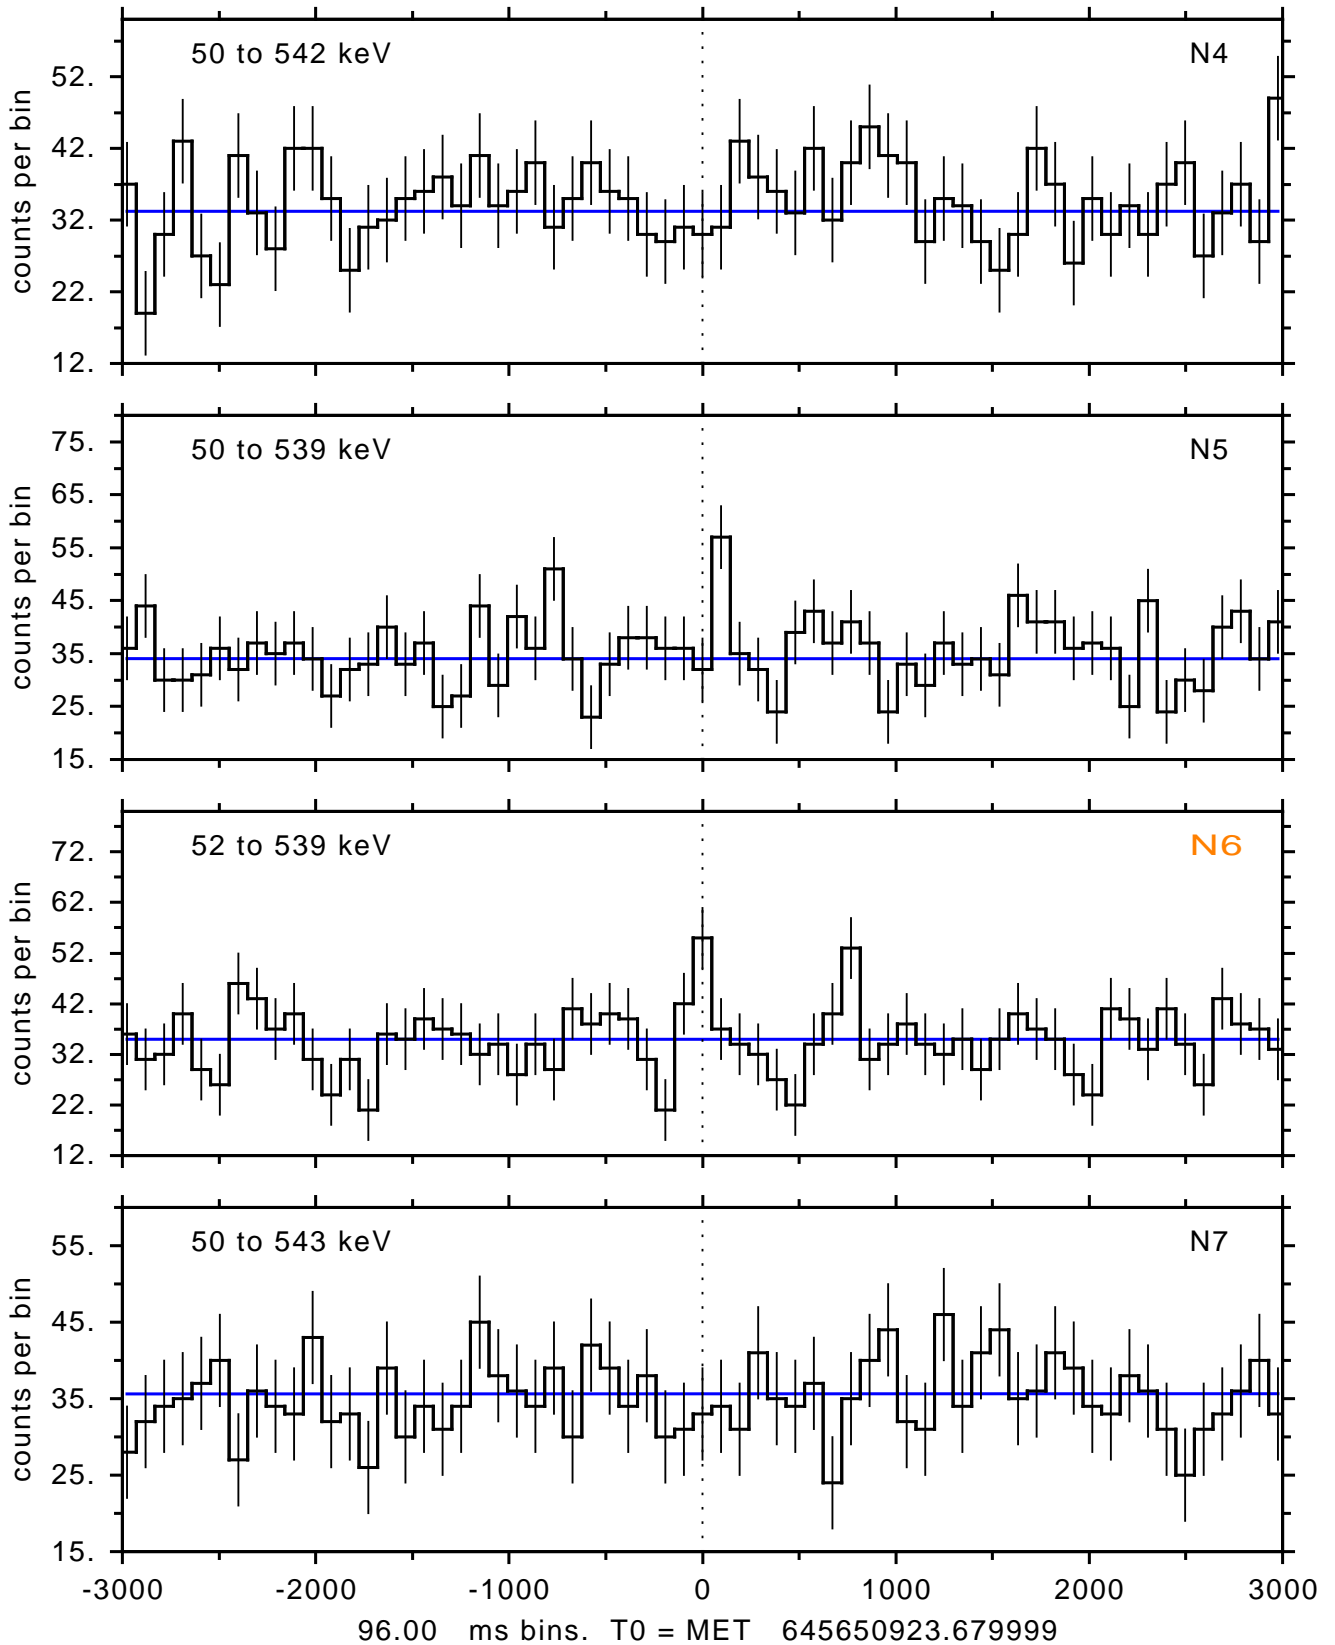 50 to 542 keV N4
counts per bin
52.
42.
32.
22.
12.
50 to 539 keV N5
counts per bin
75.
65.
55.
45.
35.
25.
15.
52 to 539 keV N6
counts per bin
72.
62.
52.
42.
32.
22.
12.
50 to 543 keV N7
counts per bin
55.
45.
35.
25.
15.
-3000 -2000 -1000 0 1000 2000 3000
96.00 ms bins. T0 = MET 645650923.679999